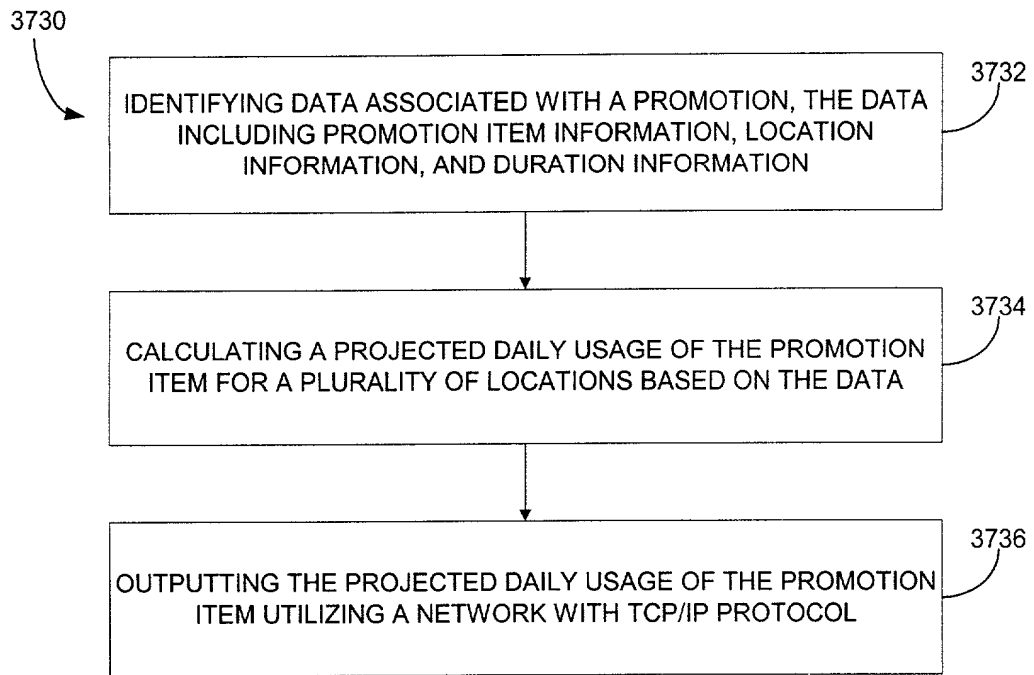 3730
3732
IDENTIFYING DATA ASSOCIATED WITH A PROMOTION, THE DATA
INCLUDING PROMOTION ITEM INFORMATION, LOCATION
INFORMATION, AND DURATION INFORMATION
3734
CALCULATING A PROJECTED DAILY USAGE OF THE PROMOTION
ITEM FOR A PLURALITY OF LOCATIONS BASED ON THE DATA
3736
OUTPUTTING THE PROJECTED DAILY USAGE OF THE PROMOTION
ITEM UTILIZING A NETWORK WITH TCP/IP PROTOCOL